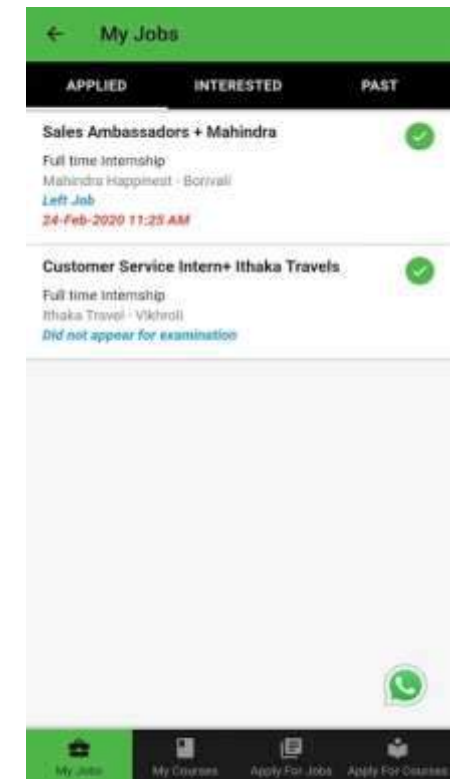 My Jobs
APPLIED INTERESTED PAST
Sales Ambassadors + Mahindra
Full time Internship
Mahindra Happinest - Borivali
Left Job
24-Feb-2020 11:25 AM
Customer Service Intern+ Ithaka Travels
Full time Internship
Ithaka Travel - Vikhroli
Did not appear for examination
My Jobs My Courses Apply For Jobs Apply For Courses